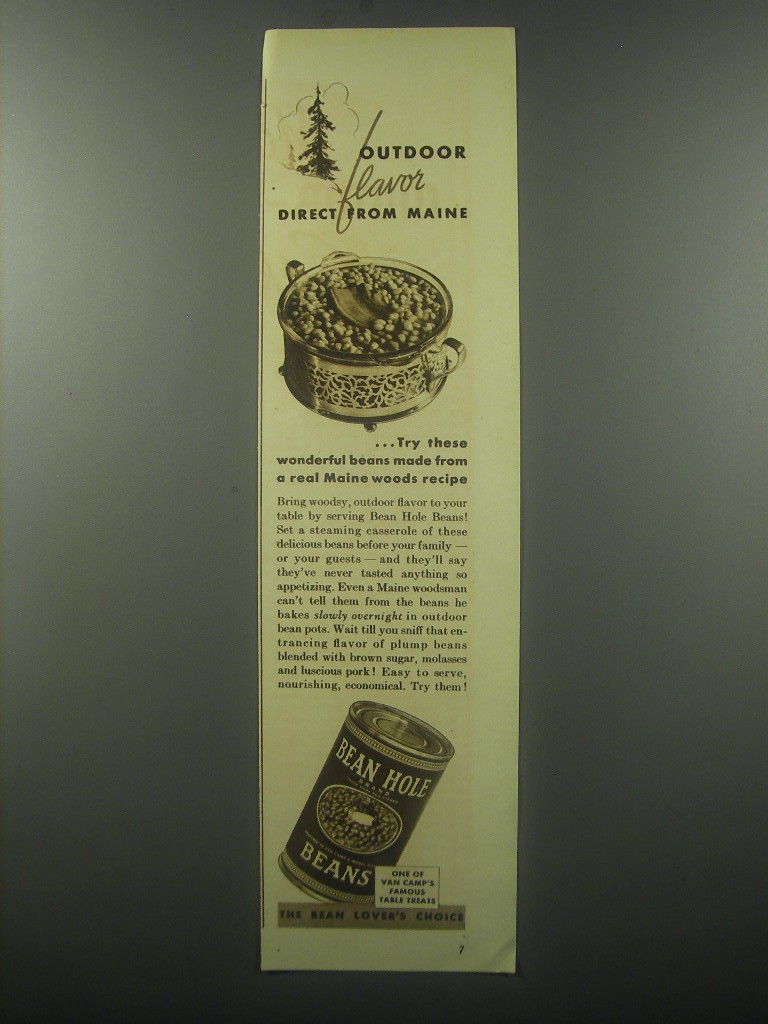 OUTDOOR
flavor
DIRECT FROM MAINE
...Try these
wonderful beans made from
a real Maine woods recipe
Bring woodsy, outdoor flavor to your
table by serving Bean Hole Beans!
Set a steaming casserole of these
delicious beans before your family —
or your guests — and they'll say
they've never tasted anything so
appetizing. Even a Maine woodsman
can't tell them from the beans he
bakes slowly overnight in outdoor
bean pots. Wait till you sniff that en-
trancing flavor of plump beans
blended with brown sugar, molasses
and luscious pork! Easy to serve,
nourishing, economical. Try them!
BEAN HOLE
BRAND
BEANS
ONE OF
VAN CAMP'S
FAMOUS
TABLE TREATS
THE BEAN LOVER'S CHOICE
7